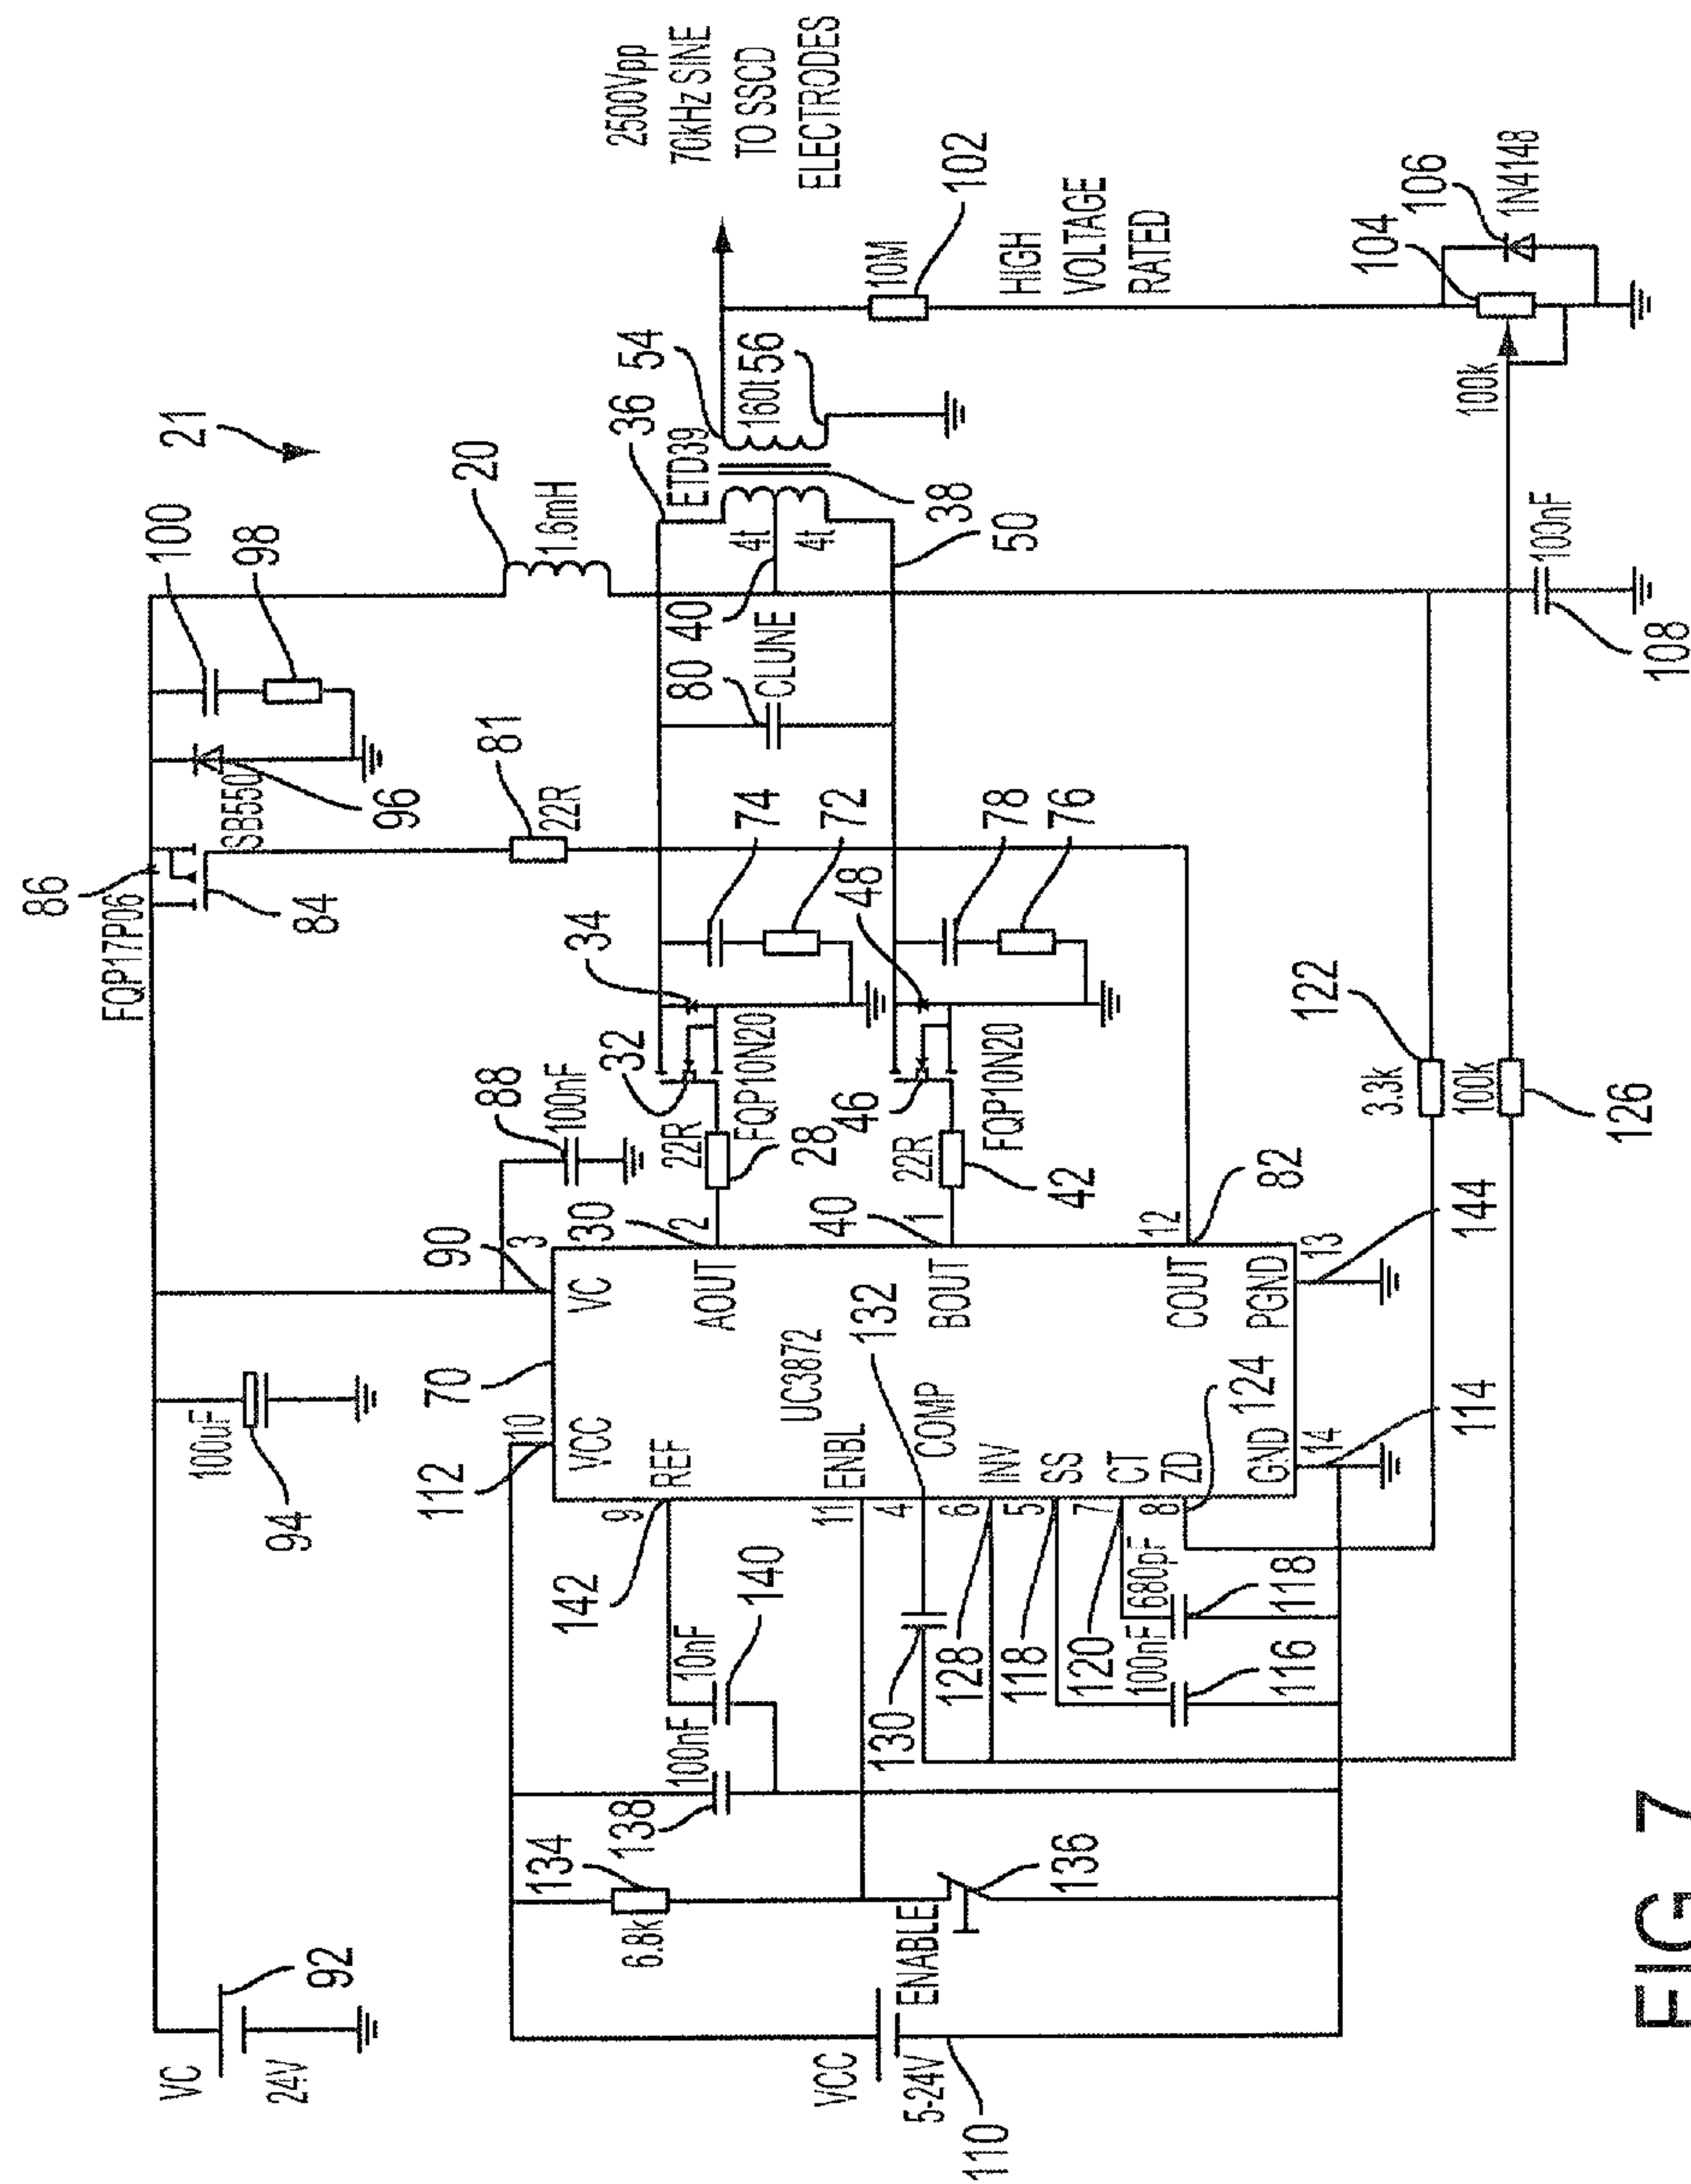 21
2500Vpp
70kHz SINE
TO SSCD
ELECTRODES
86
FQP17P06
84
SB550
96
100
98
20
1.6mH
81
22R
VC
24V
92
100uF
94
70
90
3
88
100nF
112
10
VCC
VC
9
REF
142
30
2
AOUT
22R
28
32
34
FQP10N20
74
72
80
CLUNE
40
36
ETD39
4t
4t
38
50
54
160t
56
10M
102
HIGH
VOLTAGE
RATED
UC3872
11
ENBL
4
COMP
132
40
1
BOUT
22R
42
46
48
FQP10N20
78
76
6
INV
5
SS
7
CT
8
ZD
124
12
COUT
82
GND
14
114
PGND
13
144
134
6.8k
138
100nF
10nF
140
130
128
118
120
100nF
680pF
116
118
ENABLE
136
VCC
5-24V
110
3.3k
122
100k
126
108
100nF
100k
104
106
1N4148
FIG. 7